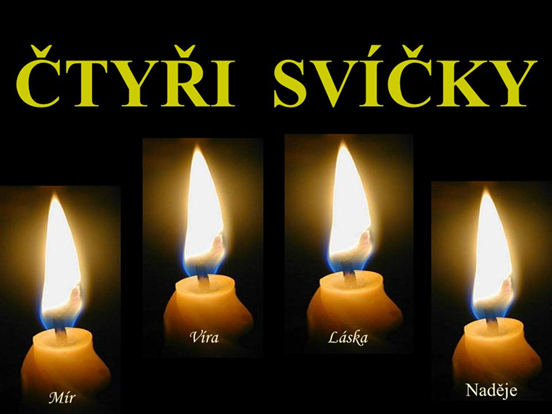 ČTYŘI SVÍČKY
Mír
Víra
Láska
Naděje